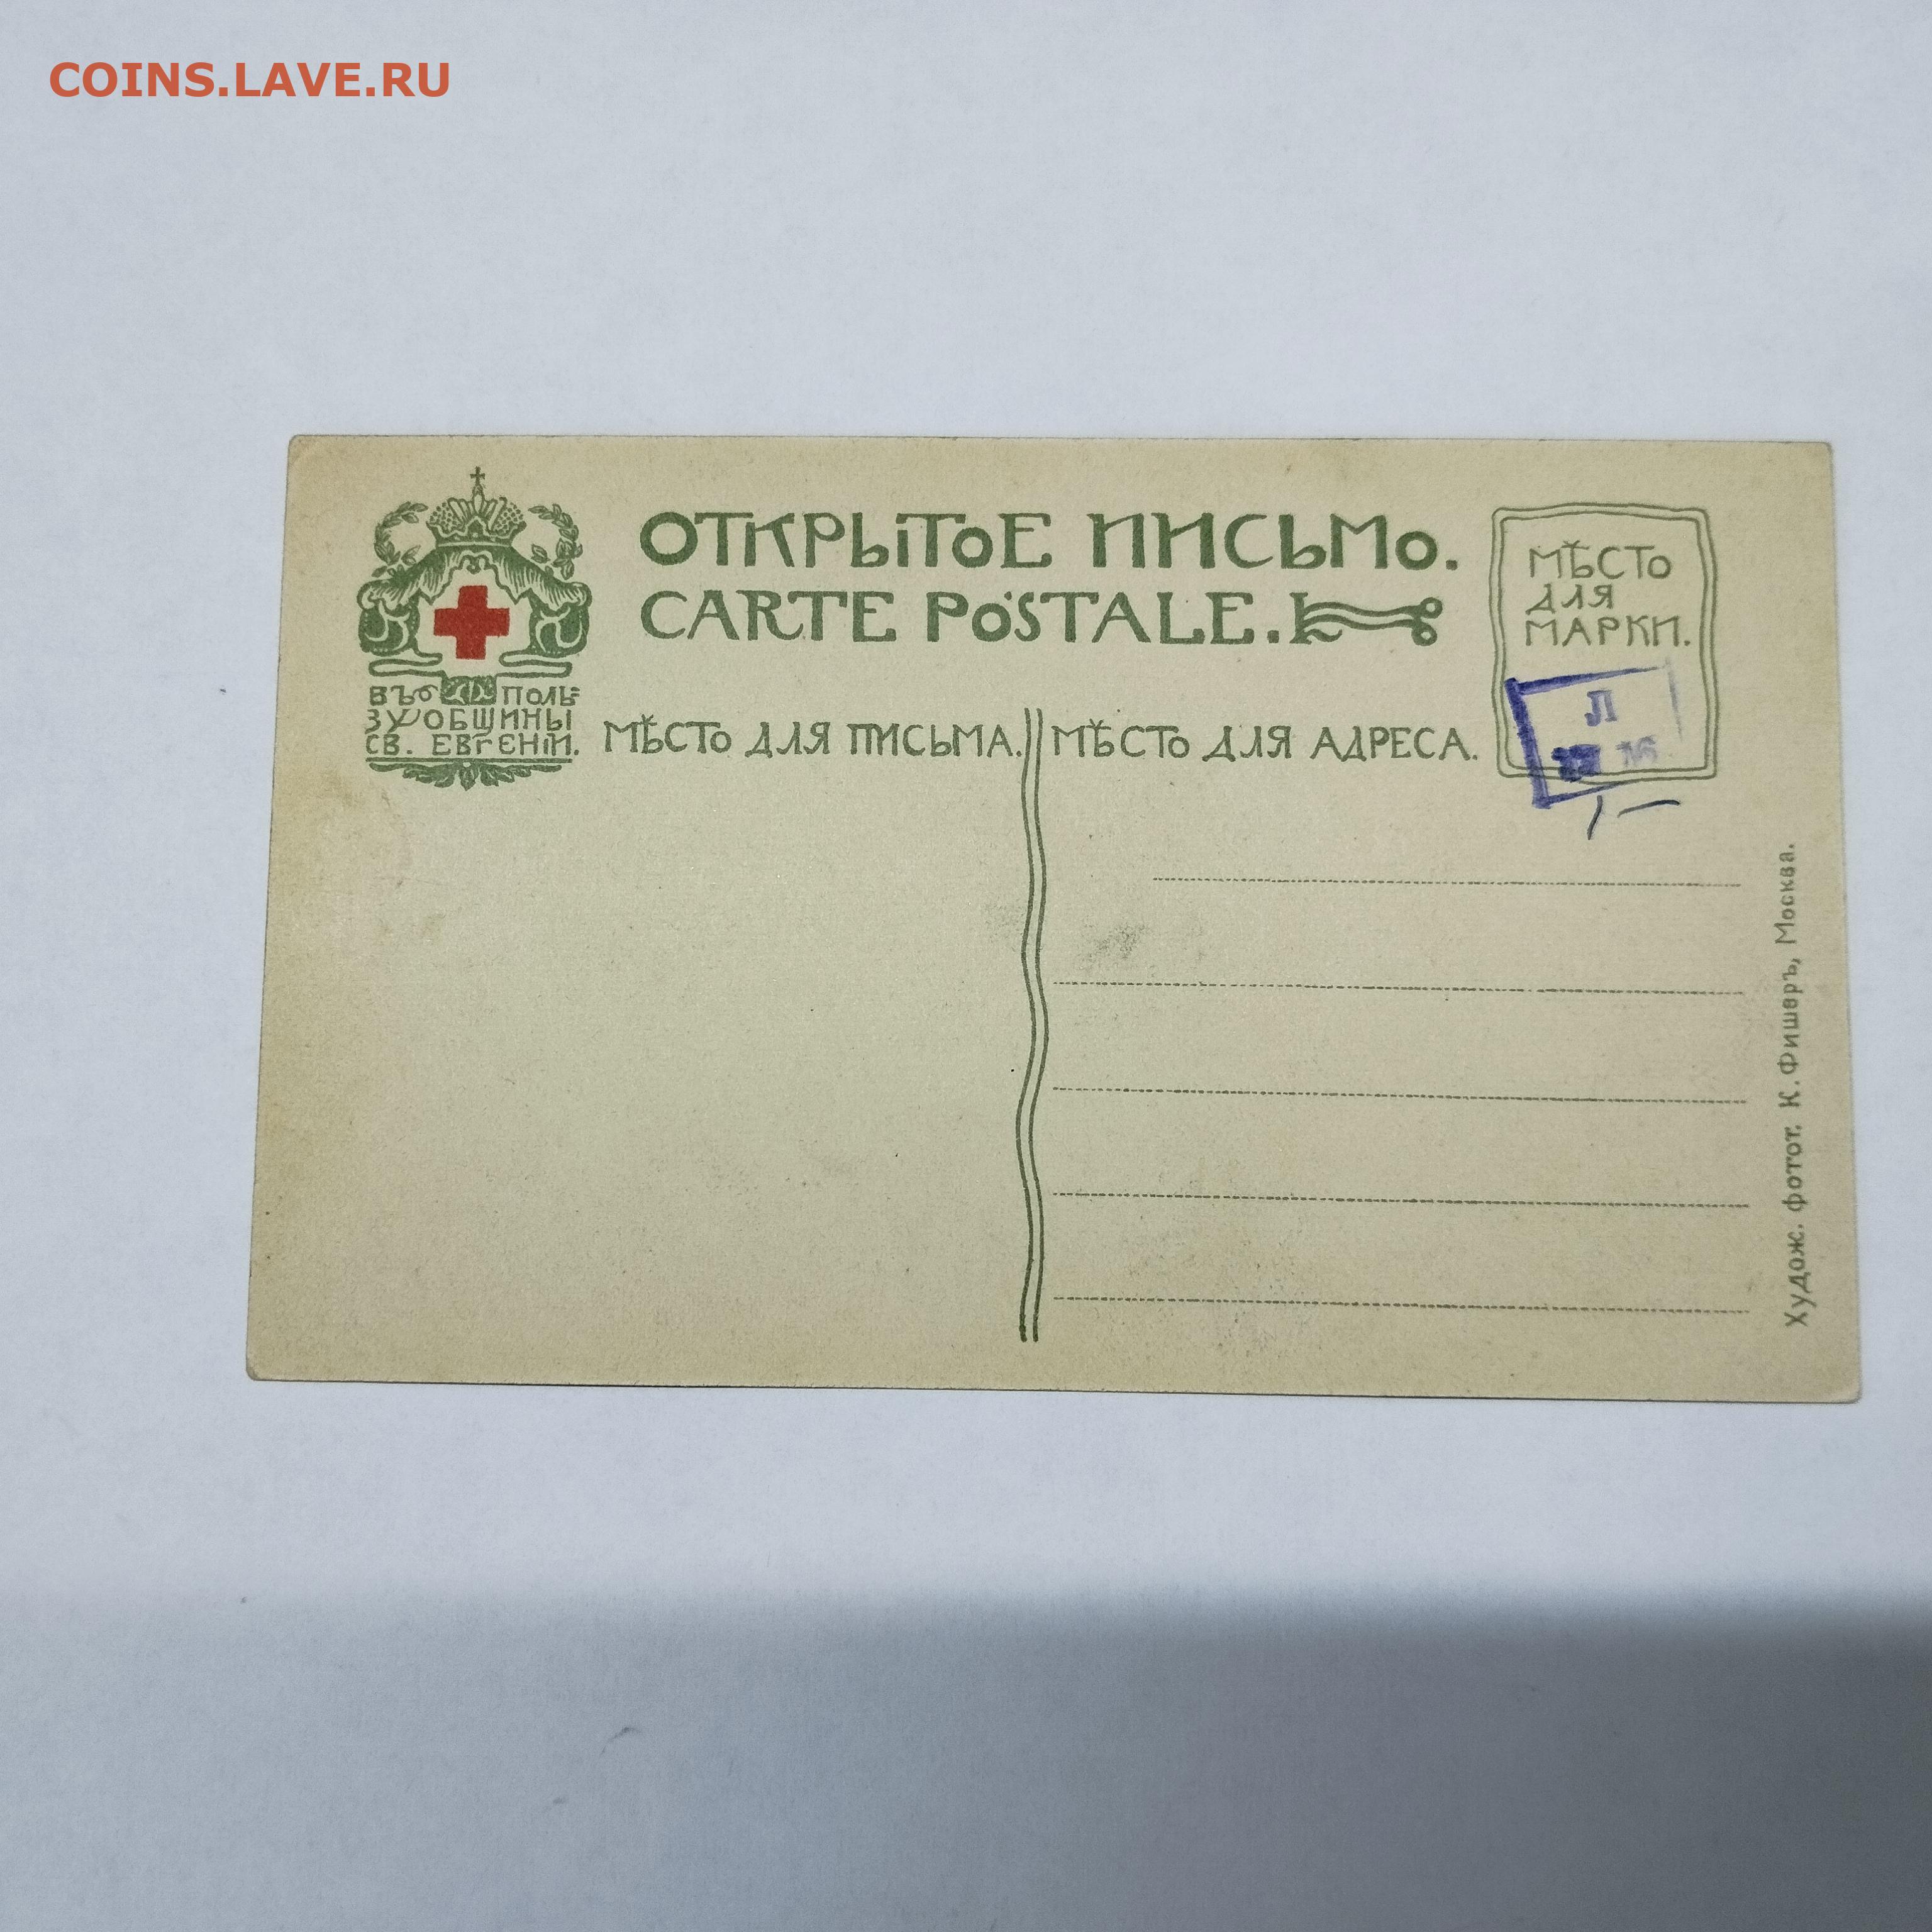 COINS.LAVE.RU
ОТКРЫТОЕ ПИСЬМО.
CARTE POSTALE.
МѢСТО
ДЛЯ
МАРКИ.
ВЪ ПОЛЬ=
ЗУ ОБЩИНЫ
СВ. ЕВГЕНІИ.
МѢСТО ДЛЯ ПИСЬМА.
МѢСТО ДЛЯ АДРЕСА.
Л
Худож. фотот. К. Фишеръ, Москва.